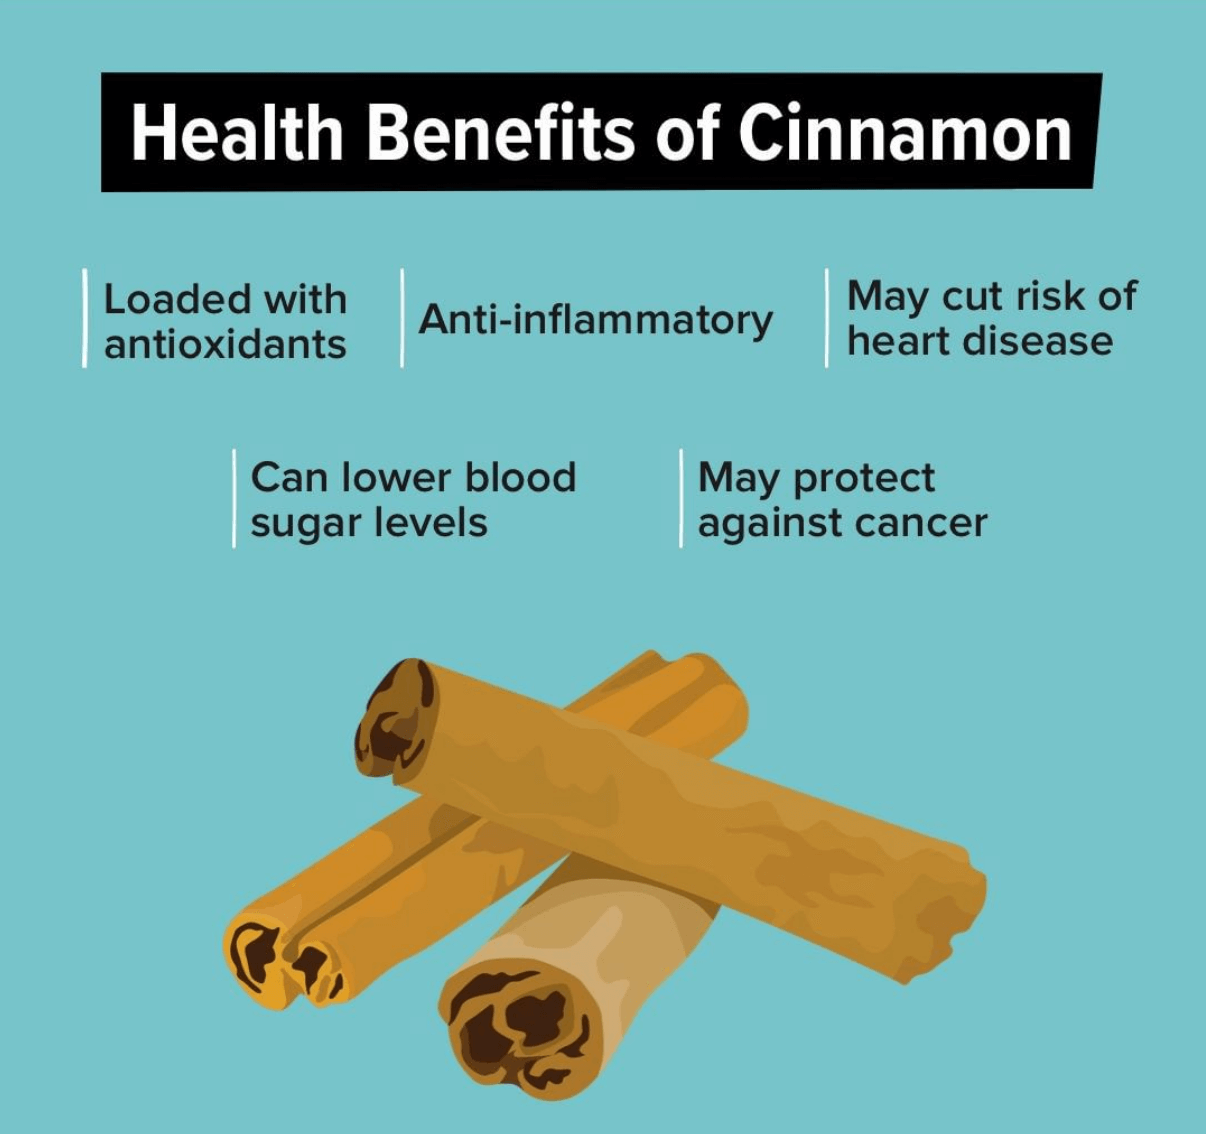 Health Benefits of Cinnamon
Loaded with
antioxidants
Anti-inflammatory
May cut risk of
heart disease
Can lower blood
sugar levels
May protect
against cancer